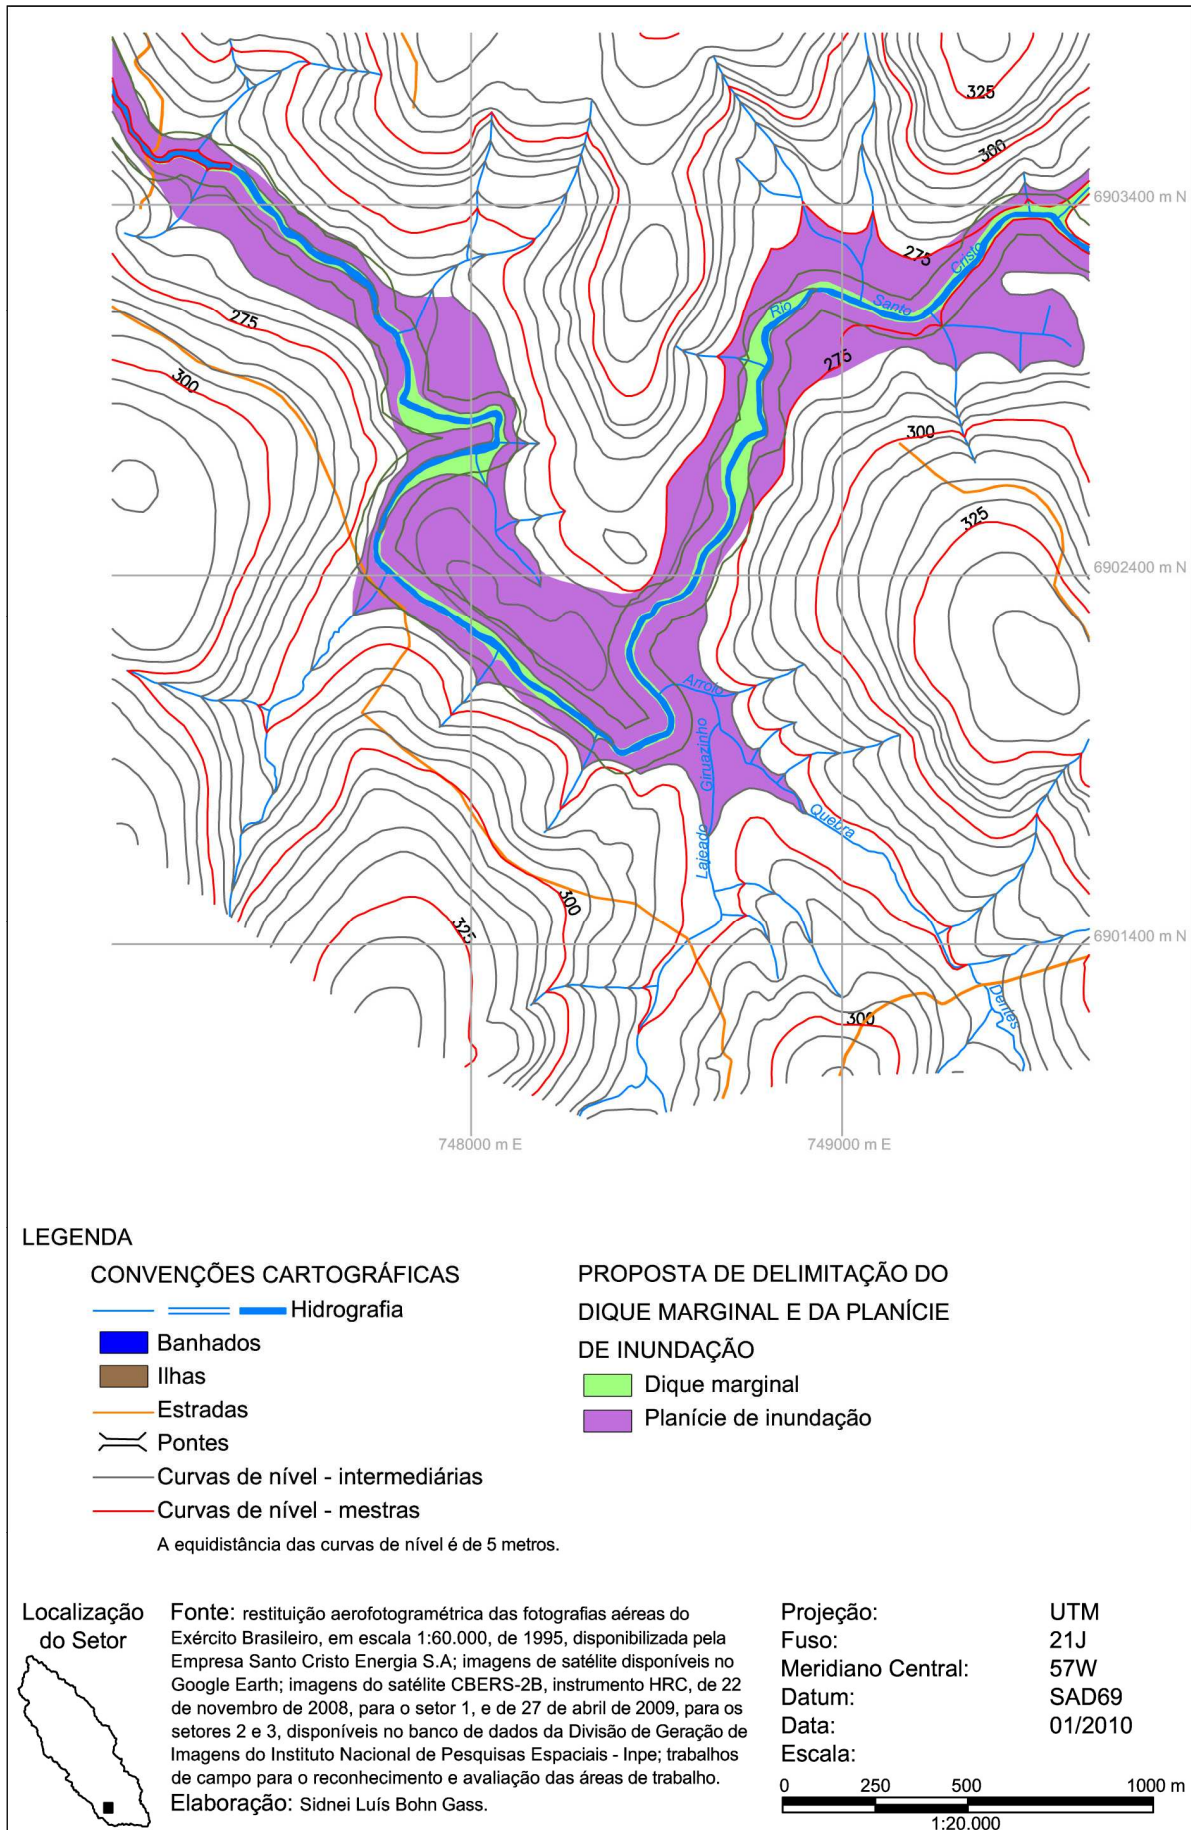 325
300
6903400 m N
275
Cristo
Santo
Rio
275
275
300
300
325
6902400 m N
Arroio
Giruazinho
Lajeado
Quebra
300
325
6901400 m N
Dentes
300
748000 m E
749000 m E
LEGENDA
CONVENÇÕES CARTOGRÁFICAS
Hidrografia
Banhados
Ilhas
Estradas
Pontes
Curvas de nível - intermediárias
Curvas de nível - mestras
A equidistância das curvas de nível é de 5 metros.
PROPOSTA DE DELIMITAÇÃO DO
DIQUE MARGINAL E DA PLANÍCIE
DE INUNDAÇÃO
Dique marginal
Planície de inundação
Localização
do Setor
Fonte: restituição aerofotogramétrica das fotografias aéreas do
Exército Brasileiro, em escala 1:60.000, de 1995, disponibilizada pela
Empresa Santo Cristo Energia S.A; imagens de satélite disponíveis no
Google Earth; imagens do satélite CBERS-2B, instrumento HRC, de 22
de novembro de 2008, para o setor 1, e de 27 de abril de 2009, para os
setores 2 e 3, disponíveis no banco de dados da Divisão de Geração de
Imagens do Instituto Nacional de Pesquisas Espaciais - Inpe; trabalhos
de campo para o reconhecimento e avaliação das áreas de trabalho.
Elaboração: Sidnei Luís Bohn Gass.
Projeção: UTM
Fuso: 21J
Meridiano Central: 57W
Datum: SAD69
Data: 01/2010
Escala:
0 250 500 1000 m
1:20.000